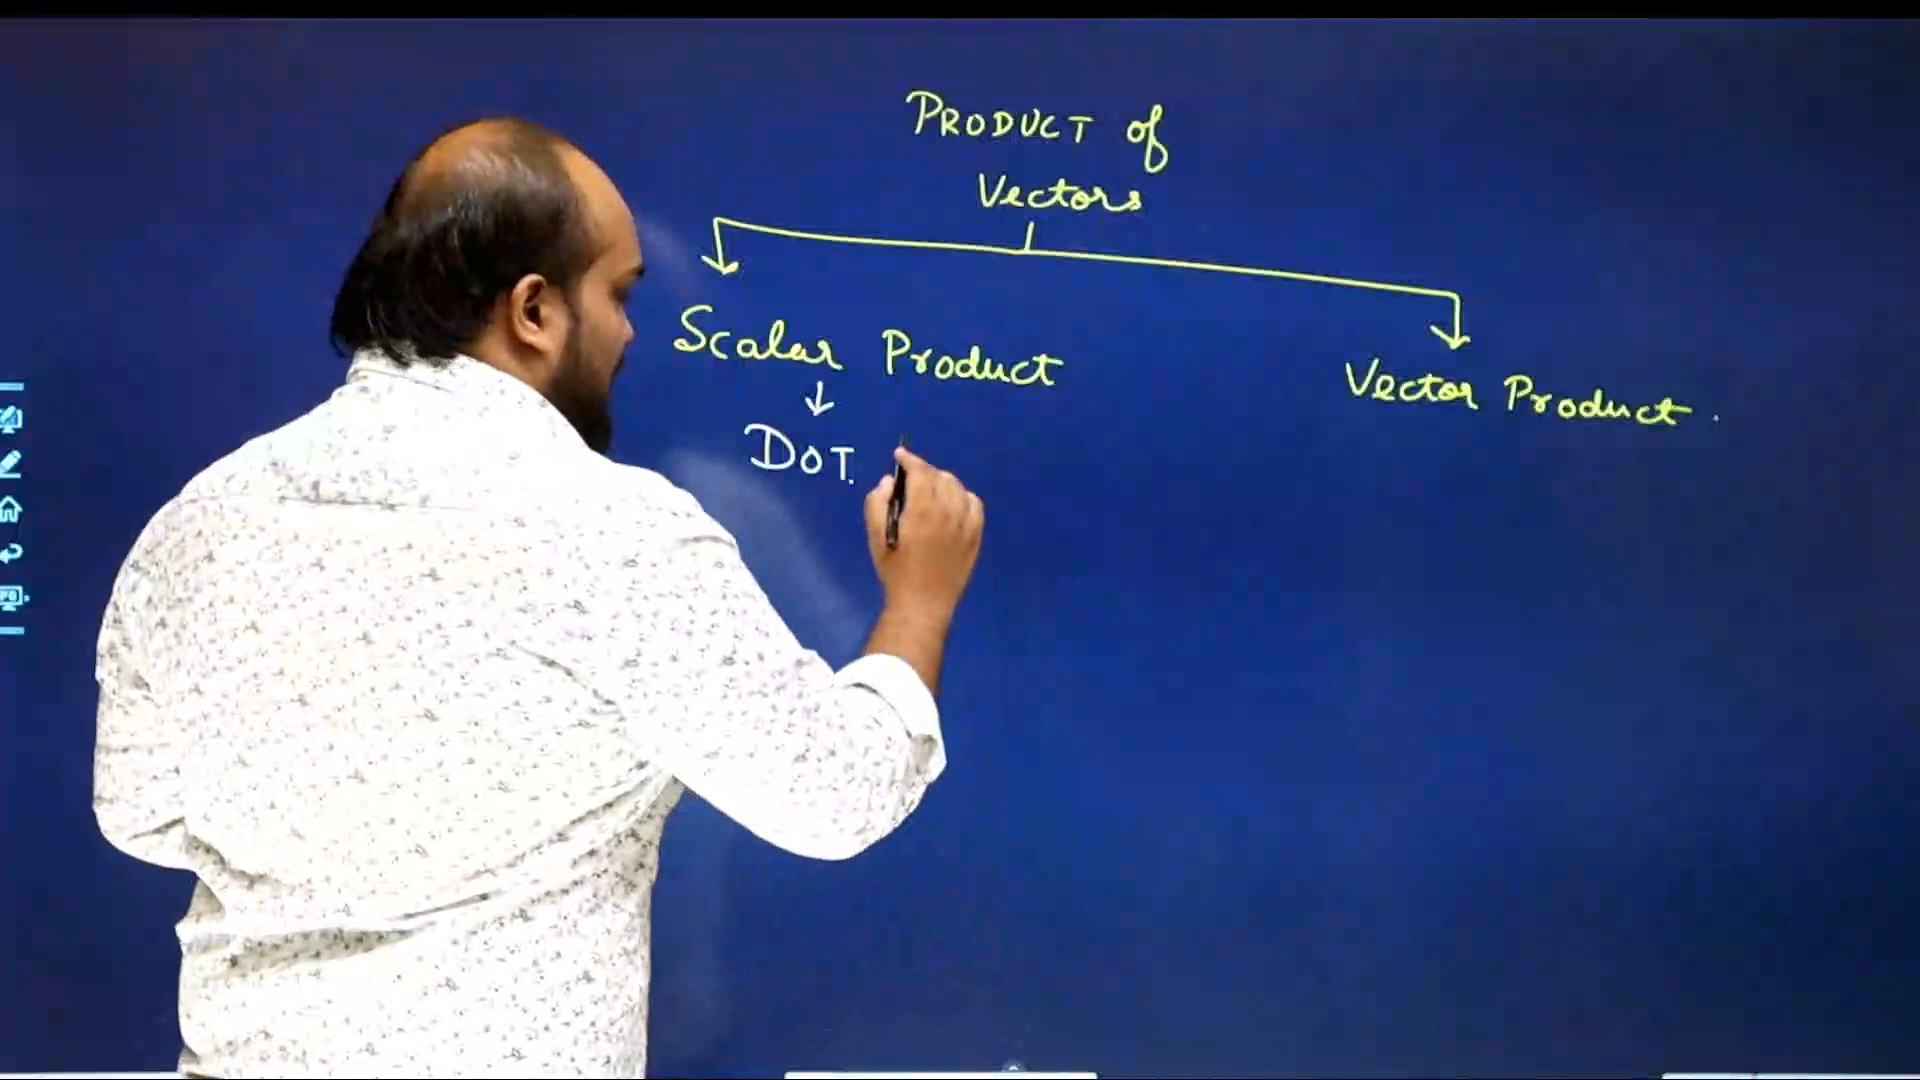 PRODUCT of
Vectors
Scalar Product
Vector Product.
DOT.